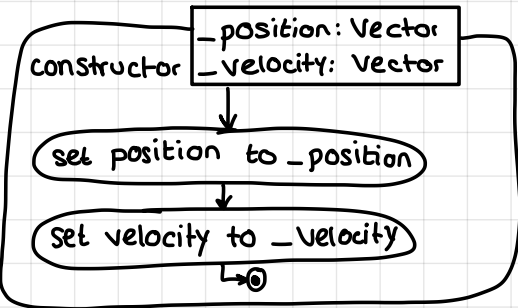 _position: Vector
constructor _velocity: Vector
set position to _position
set velocity to _velocity